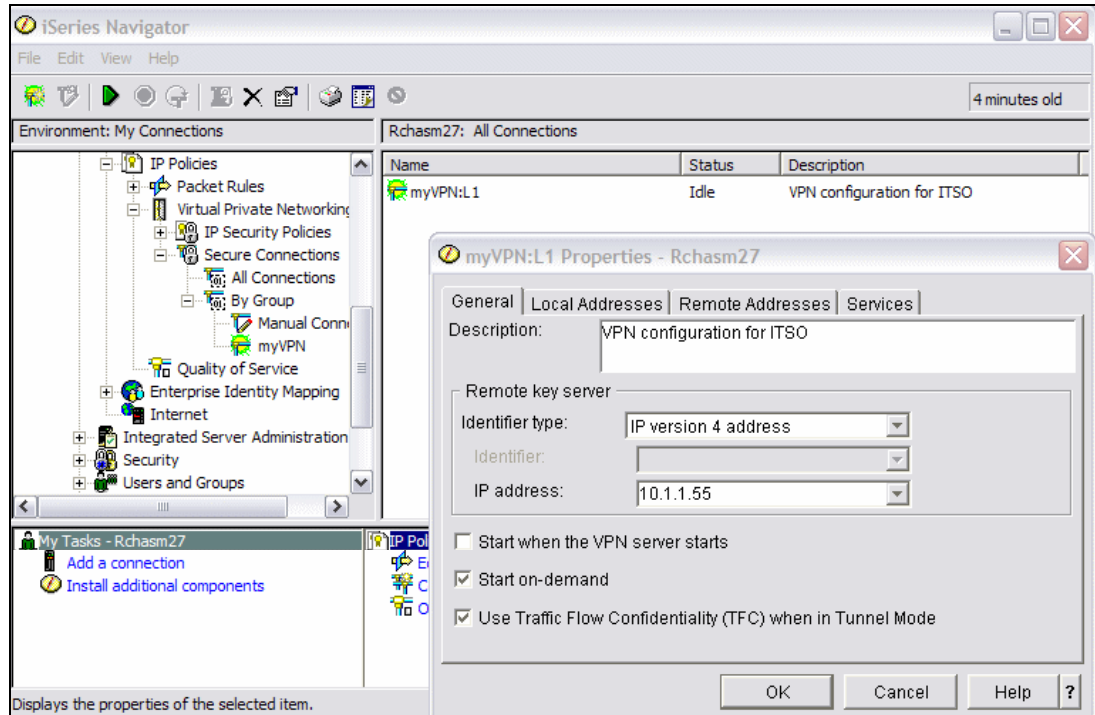 iSeries Navigator
File Edit View Help
4 minutes old
Environment: My Connections
Rchasm27: All Connections
IP Policies
Packet Rules
Virtual Private Networking
IP Security Policies
Secure Connections
All Connections
By Group
Manual Conn
myVPN
Quality of Service
Enterprise Identity Mapping
Internet
Integrated Server Administration
Security
Users and Groups
Name Status Description
myVPN:L1 Idle VPN configuration for ITSO
myVPN:L1 Properties - Rchasm27
General Local Addresses Remote Addresses Services
Description: VPN configuration for ITSO
Remote key server
Identifier type: IP version 4 address
Identifier:
IP address: 10.1.1.55
Start when the VPN server starts
Start on-demand
Use Traffic Flow Confidentiality (TFC) when in Tunnel Mode
OK Cancel Help ?
My Tasks - Rchasm27
Add a connection
Install additional components
IP Pol
E
C
O
Displays the properties of the selected item.